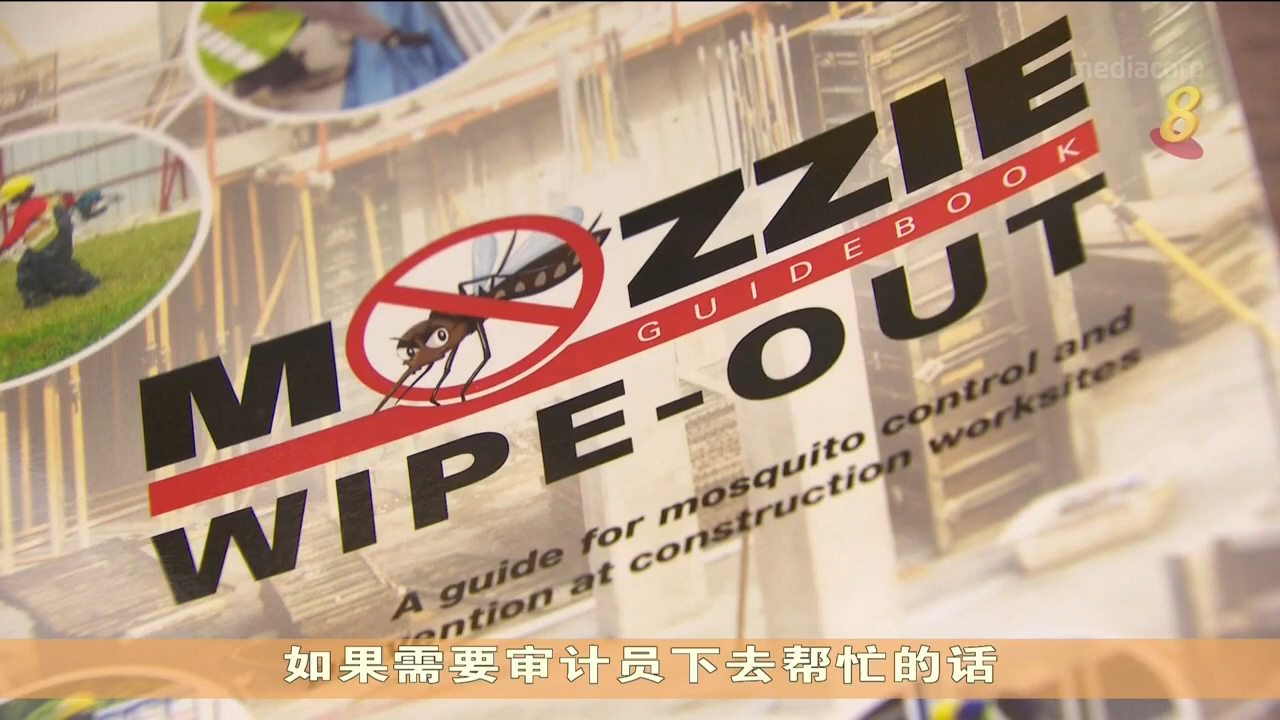 mediacorp
8
MOZZIE
GUIDEBOOK
WIPE-OUT
A guide for mosquito control and
at construction worksites
如果需要审计员下去帮忙的话